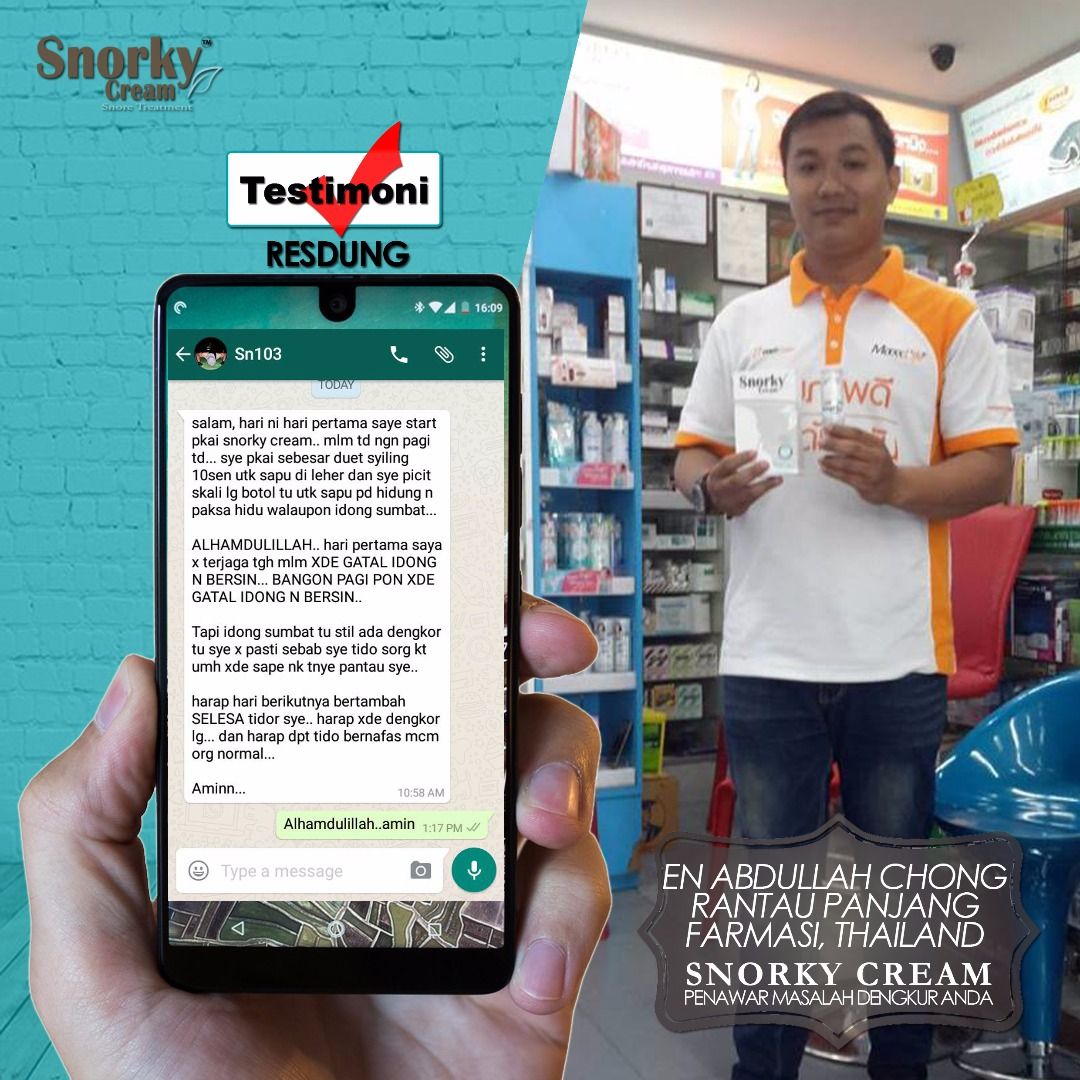 Snorky™
Cream
Snore Treatment
Testimoni
RESDUNG
16:09
Sn103
TODAY
salam, hari ni hari pertama saye start
pkai snorky cream.. mlm td ngn pagi
td... sye pkai sebesar duet syiling
10sen utk sapu di leher dan sye picit
skali lg botol tu utk sapu pd hidung n
paksa hidu walaupon idong sumbat...
ALHAMDULILLAH.. hari pertama saya
x terjaga tgh mlm XDE GATAL IDONG
N BERSIN... BANGON PAGI PON XDE
GATAL IDONG N BERSIN..
Tapi idong sumbat tu stil ada dengkor
tu sye x pasti sebab sye tido sorg kt
umh xde sape nk tnye pantau sye..
harap hari berikutnya bertambah
SELESA tidor sye.. harap xde dengkor
lg... dan harap dpt tido bernafas mcm
org normal...
Aminn...
10:58 AM
Alhamdulillah..amin 1:17 PM
Type a message
Snorky
Cream
EN ABDULLAH CHONG
RANTAU PANJANG
FARMASI, THAILAND
SNORKY CREAM
PENAWAR MASALAH DENGKUR ANDA